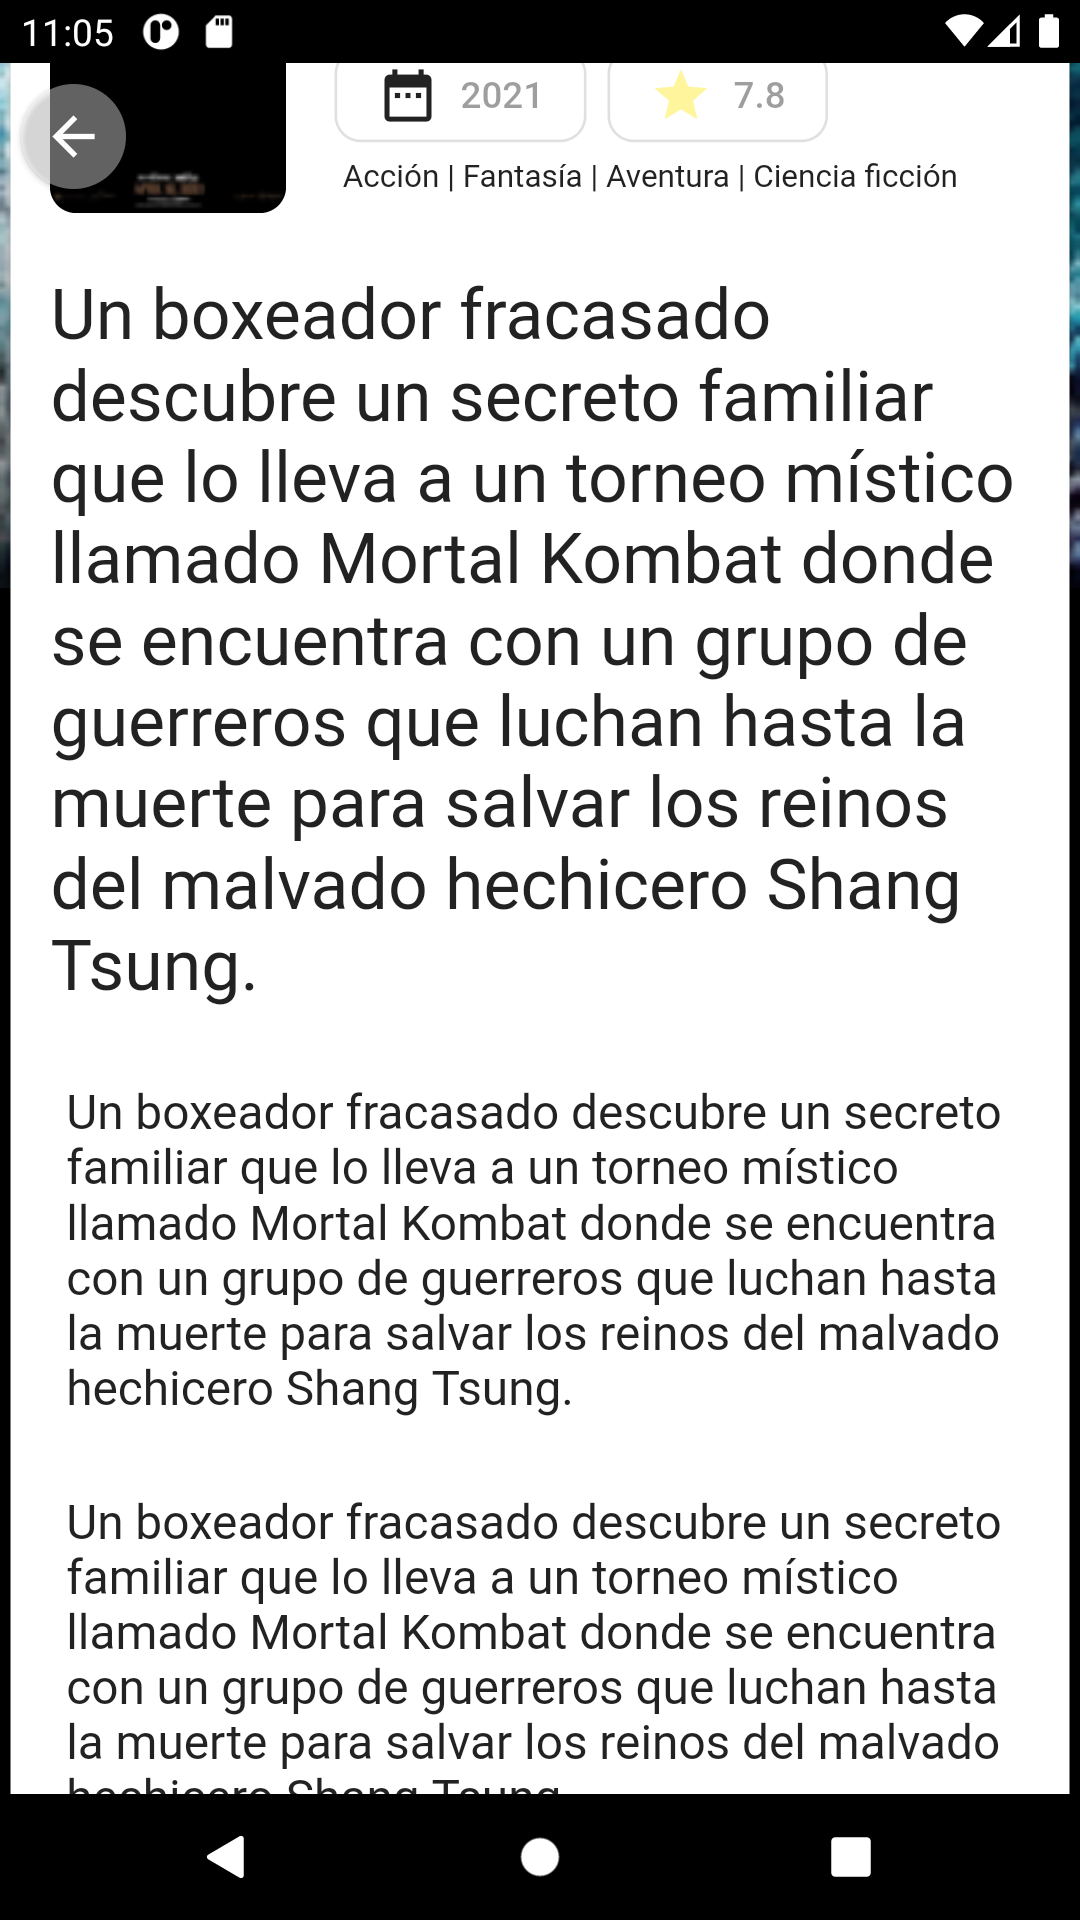 11:05
2021
7.8
Acción | Fantasía | Aventura | Ciencia ficción
Un boxeador fracasado
descubre un secreto familiar
que lo lleva a un torneo místico
llamado Mortal Kombat donde
se encuentra con un grupo de
guerreros que luchan hasta la
muerte para salvar los reinos
del malvado hechicero Shang
Tsung.
Un boxeador fracasado descubre un secreto
familiar que lo lleva a un torneo místico
llamado Mortal Kombat donde se encuentra
con un grupo de guerreros que luchan hasta
la muerte para salvar los reinos del malvado
hechicero Shang Tsung.
Un boxeador fracasado descubre un secreto
familiar que lo lleva a un torneo místico
llamado Mortal Kombat donde se encuentra
con un grupo de guerreros que luchan hasta
la muerte para salvar los reinos del malvado
hechicero Shang Tsung